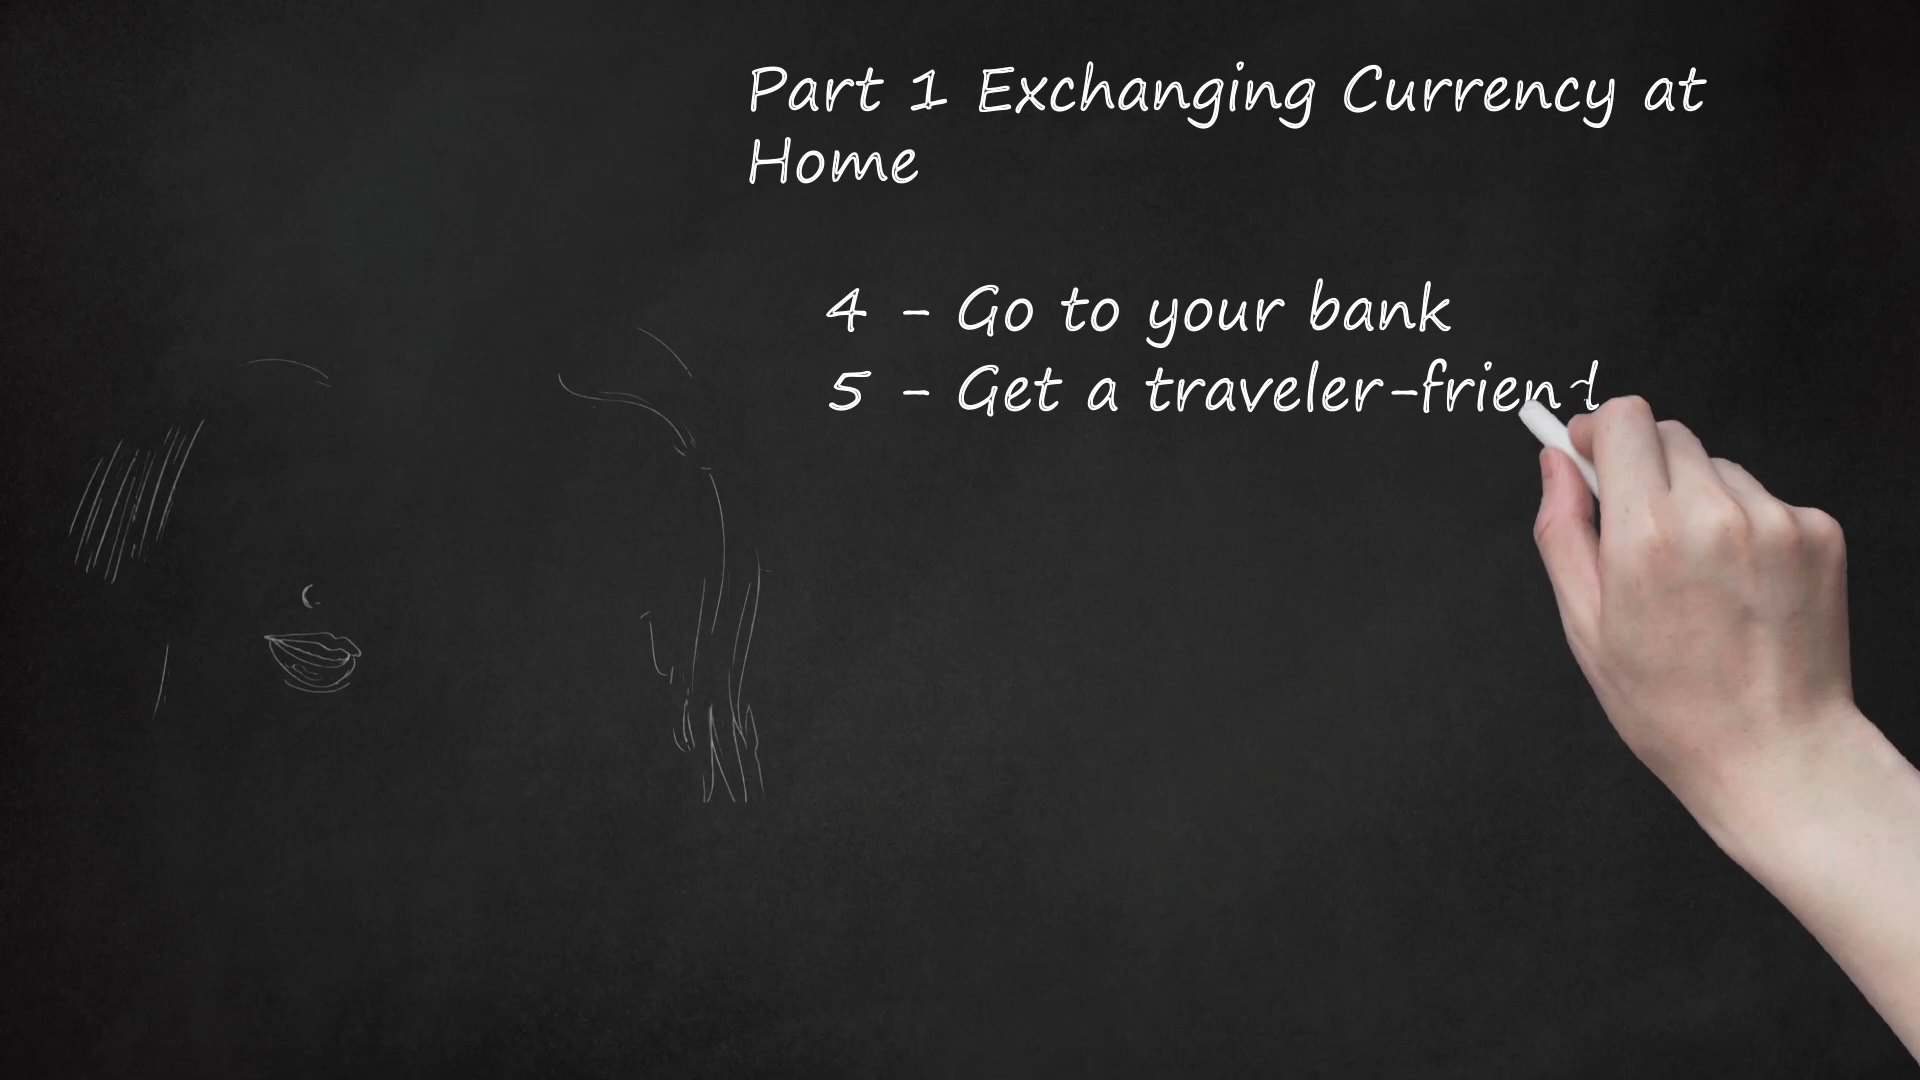 Part 1 Exchanging Currency at
Home
4 - Go to your bank
5 - Get a traveler-friend